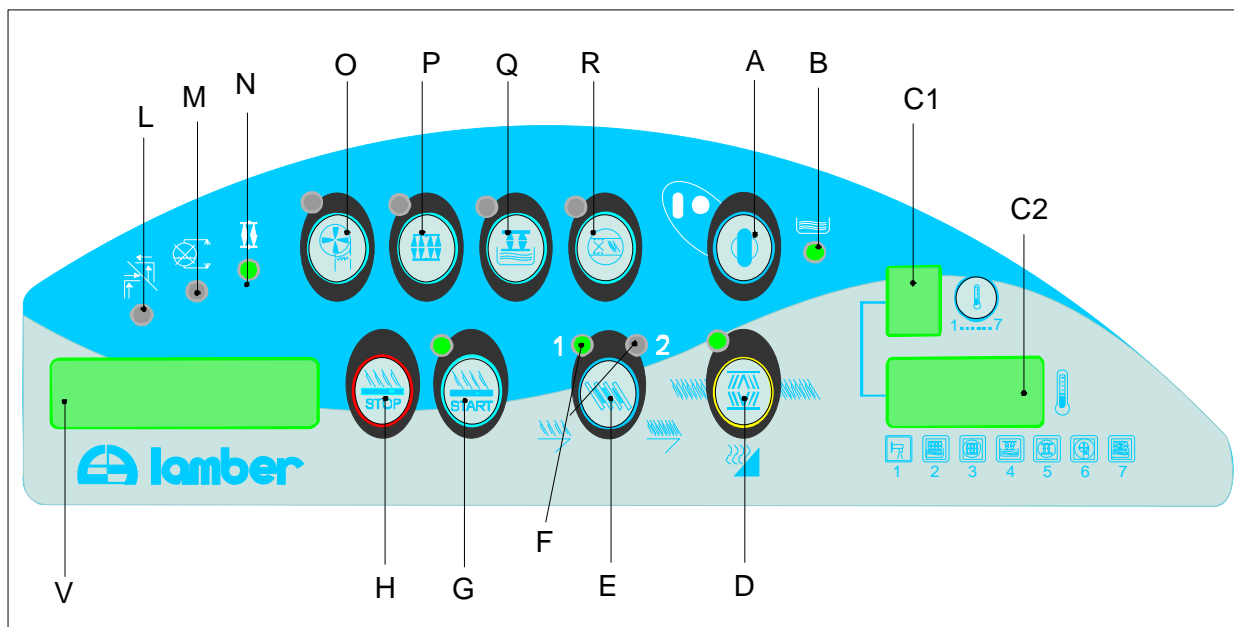 O P Q R A B
L M N C1
C2
1.......7
1 2
STOP START
lamber
1 2 3 4 5 6 7
V H G F E D